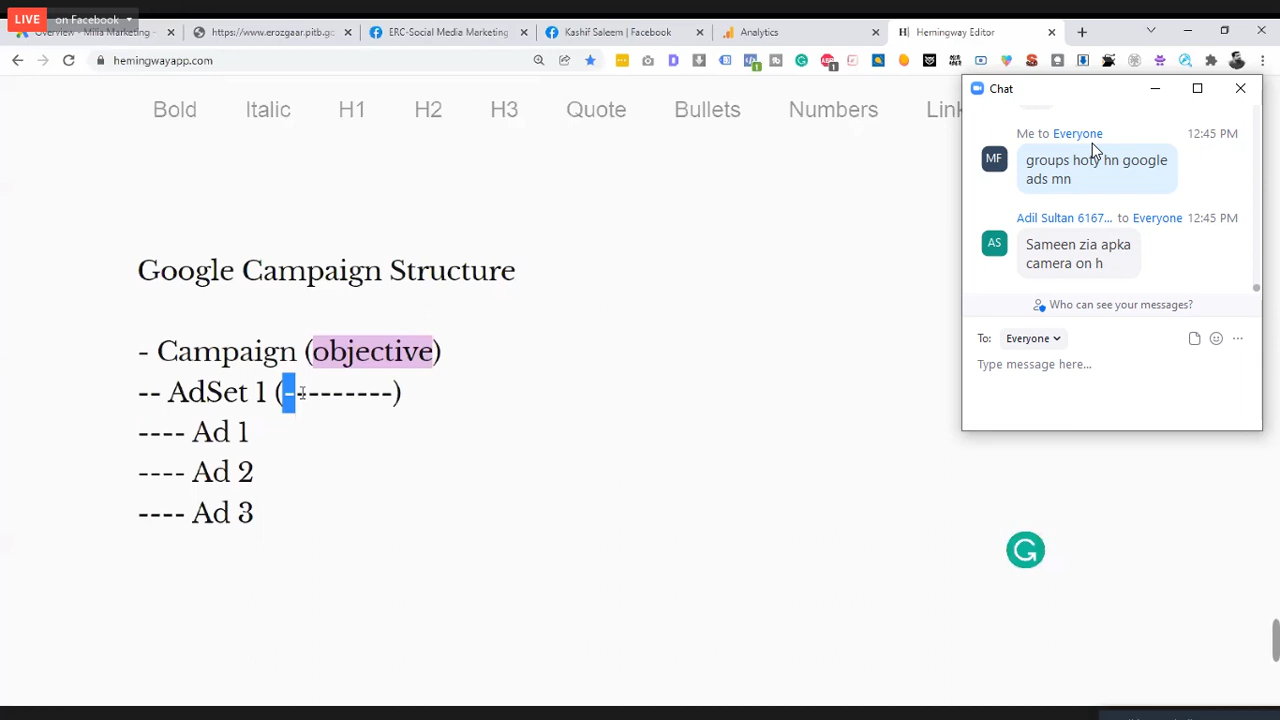 LIVE on Facebook
Overview - Milia Marketing -
https://www.erozgaar.pitb.go
ERC-Social Media Marketing
Kashif Saleem | Facebook
Analytics
Hemingway Editor
hemingwayapp.com
Bold Italic H1 H2 H3 Quote Bullets Numbers Link
Google Campaign Structure
- Campaign (objective)
-- AdSet 1 (----------)
---- Ad 1
---- Ad 2
---- Ad 3
Chat
Me to Everyone 12:45 PM
MF
groups hoty hn google
ads mn
Adil Sultan 6167... to Everyone 12:45 PM
AS
Sameen zia apka
camera on h
Who can see your messages?
To: Everyone
Type message here...